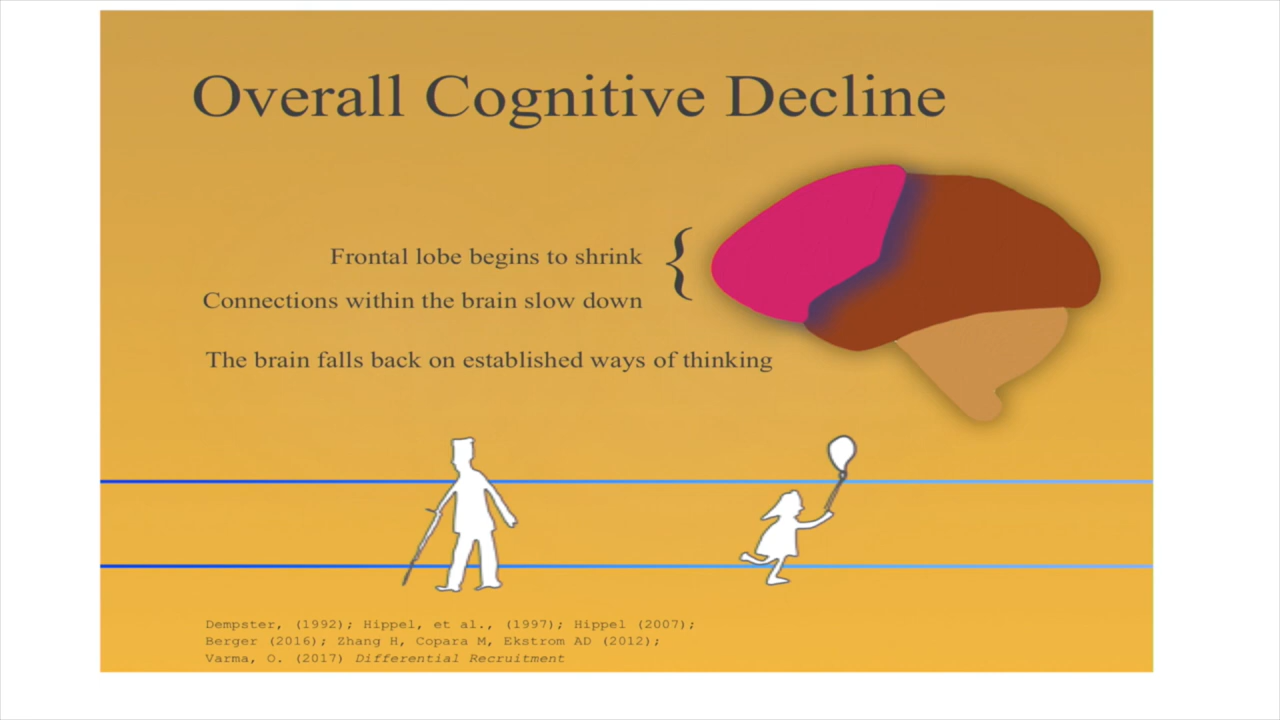 Overall Cognitive Decline
Frontal lobe begins to shrink
Connections within the brain slow down
The brain falls back on established ways of thinking
Dempster, (1992); Hippel, et al., (1997); Hippel (2007);
Berger (2016); Zhang H, Copara M, Ekstrom AD (2012);
Varma, O. (2017) Differential Recruitment